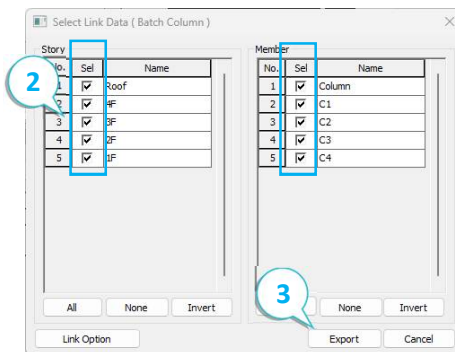 Select Link Data ( Batch Column )
Story
No. Sel Name
1 Roof
2 4F
3 3F
4 2F
5 1F
All None Invert
Link Option
Member
No. Sel Name
1 Column
2 C1
3 C2
4 C3
5 C4
None Invert
Export Cancel
2
3